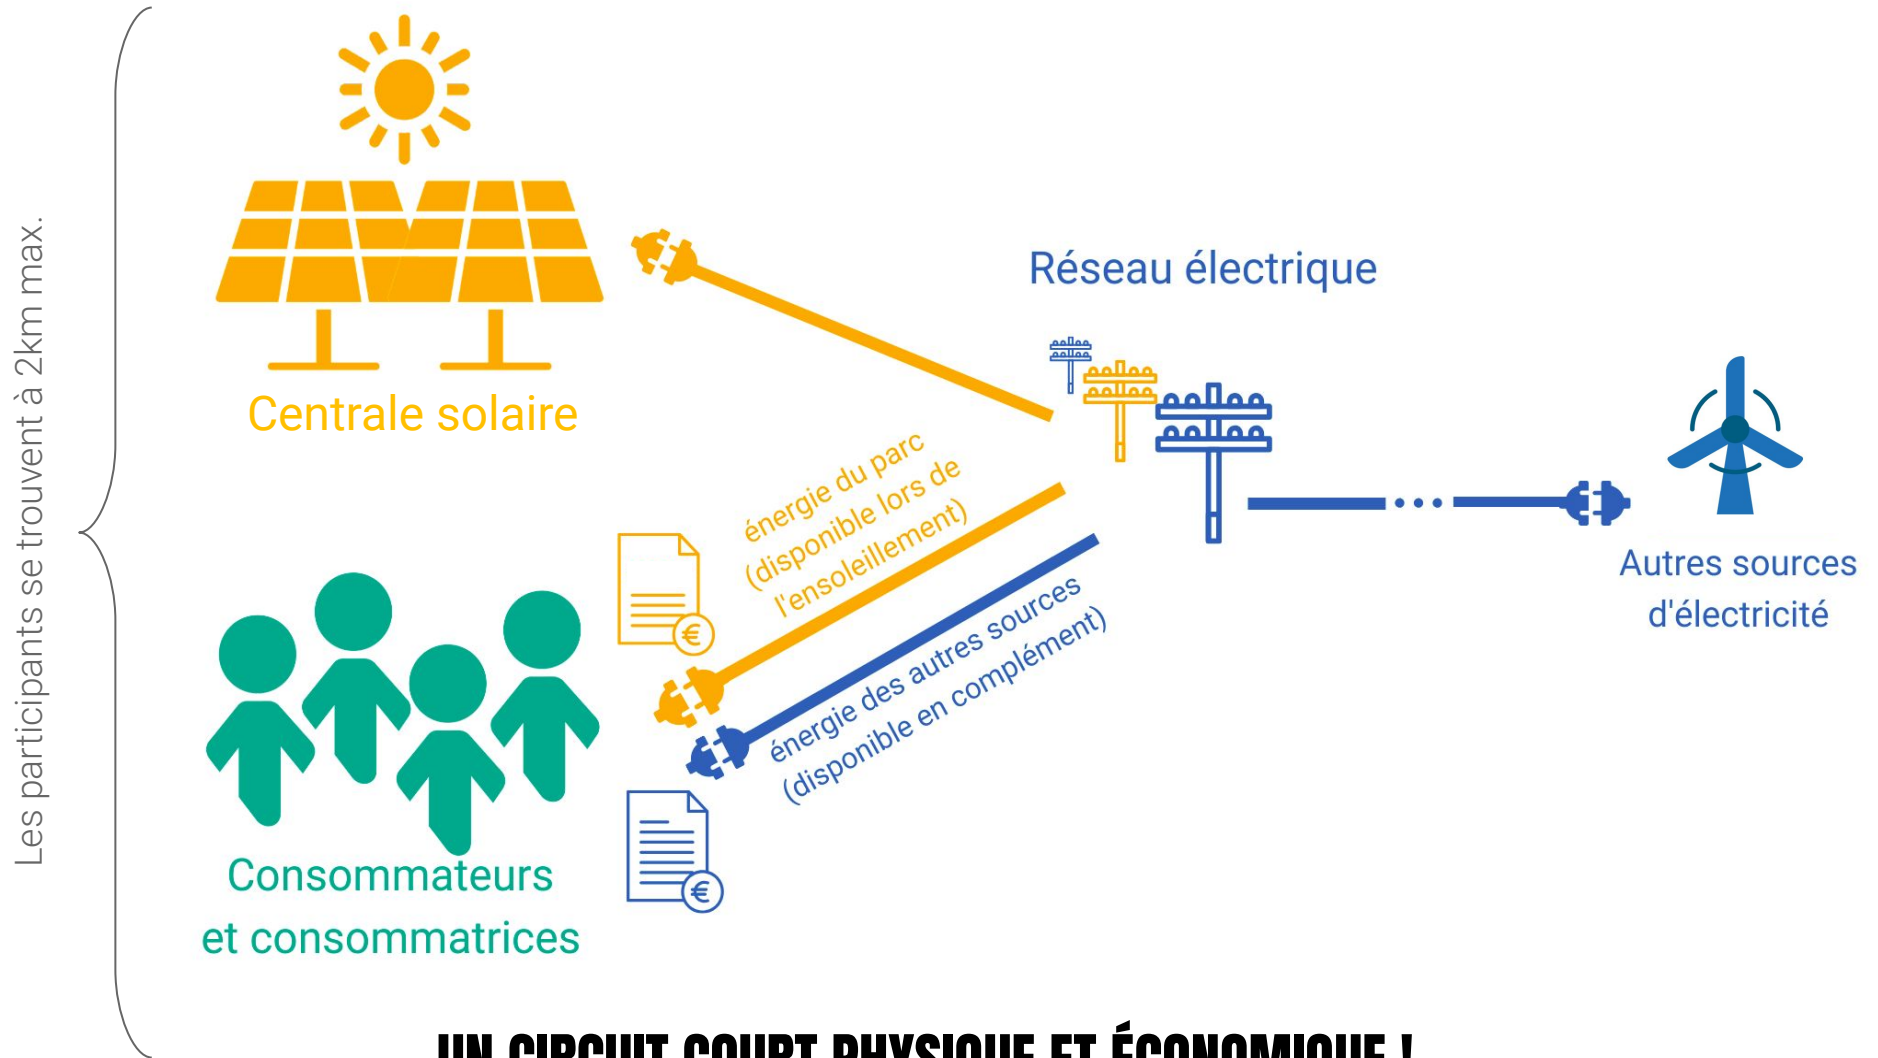 Les participants se trouvent à 2km max.
Centrale solaire
Réseau électrique
énergie du parc
(disponible lors de
l'ensoleillement)
€
énergie des autres sources
(disponible en complément)
€
Autres sources
d'électricité
Consommateurs
et consommatrices
UN CIRCUIT COURT PHYSIQUE ET ÉCONOMIQUE !